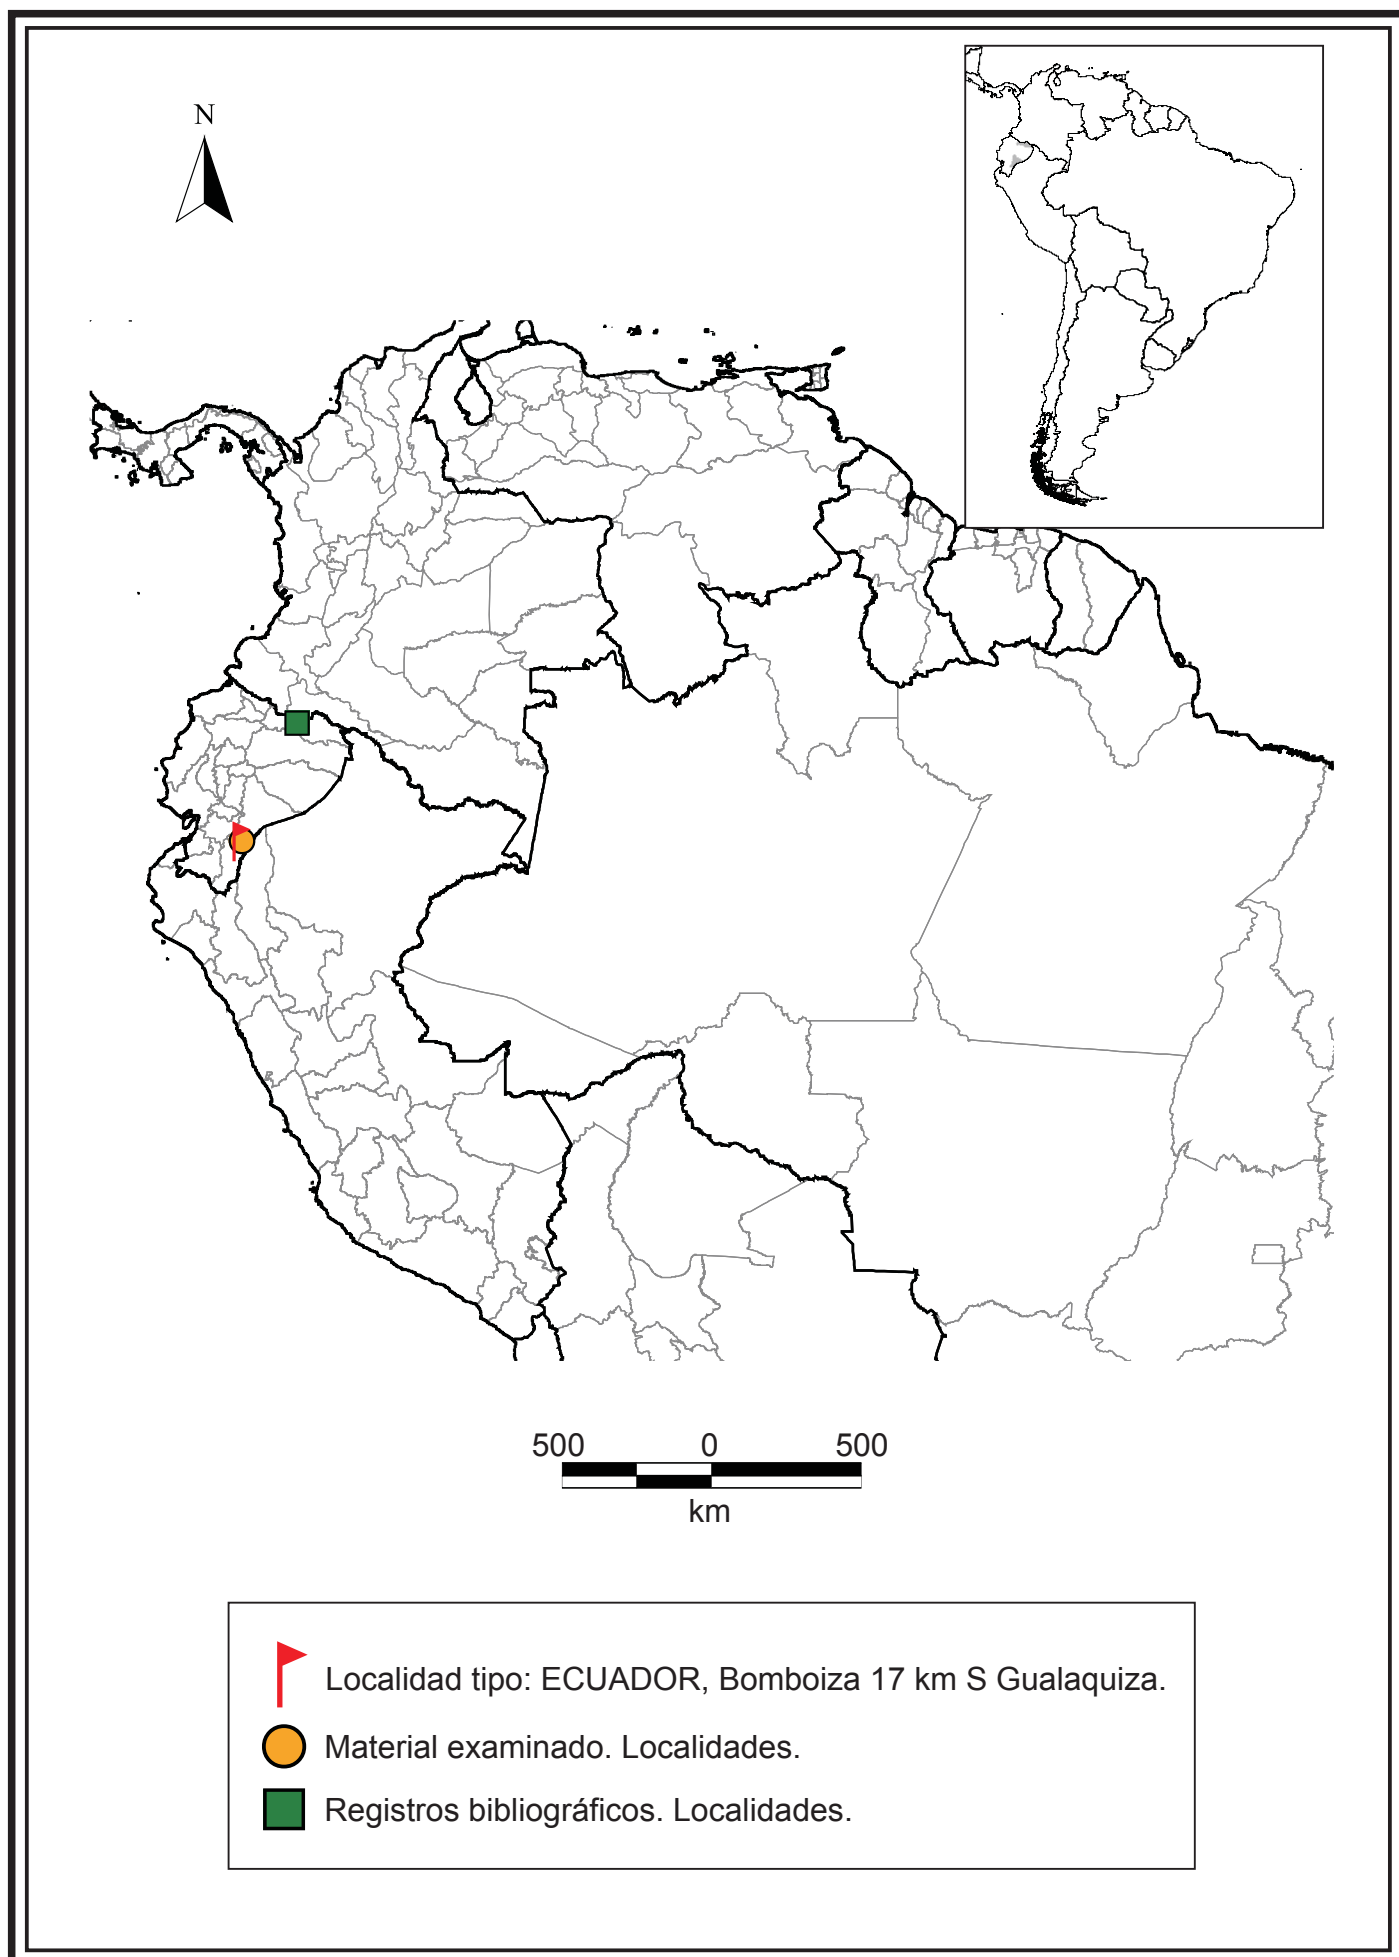 N
500 0 500
km
Localidad tipo: ECUADOR, Bomboiza 17 km S Gualaquiza.
Material examinado. Localidades.
Registros bibliográficos. Localidades.